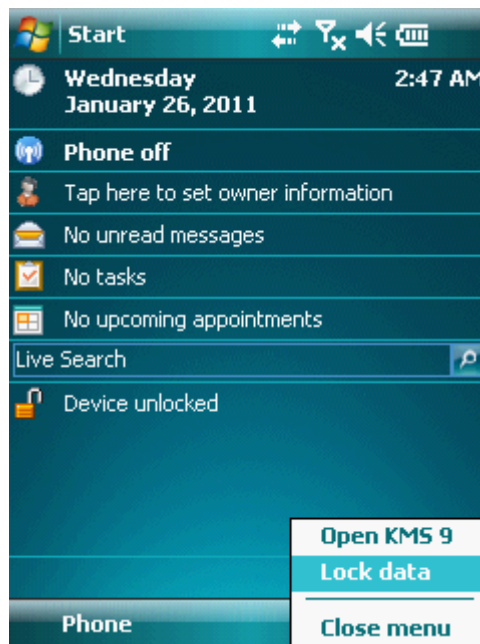 Start
Wednesday 2:47 AM
January 26, 2011
Phone off
Tap here to set owner information
No unread messages
No tasks
No upcoming appointments
Live Search
Device unlocked
Open KMS 9
Lock data
Close menu
Phone